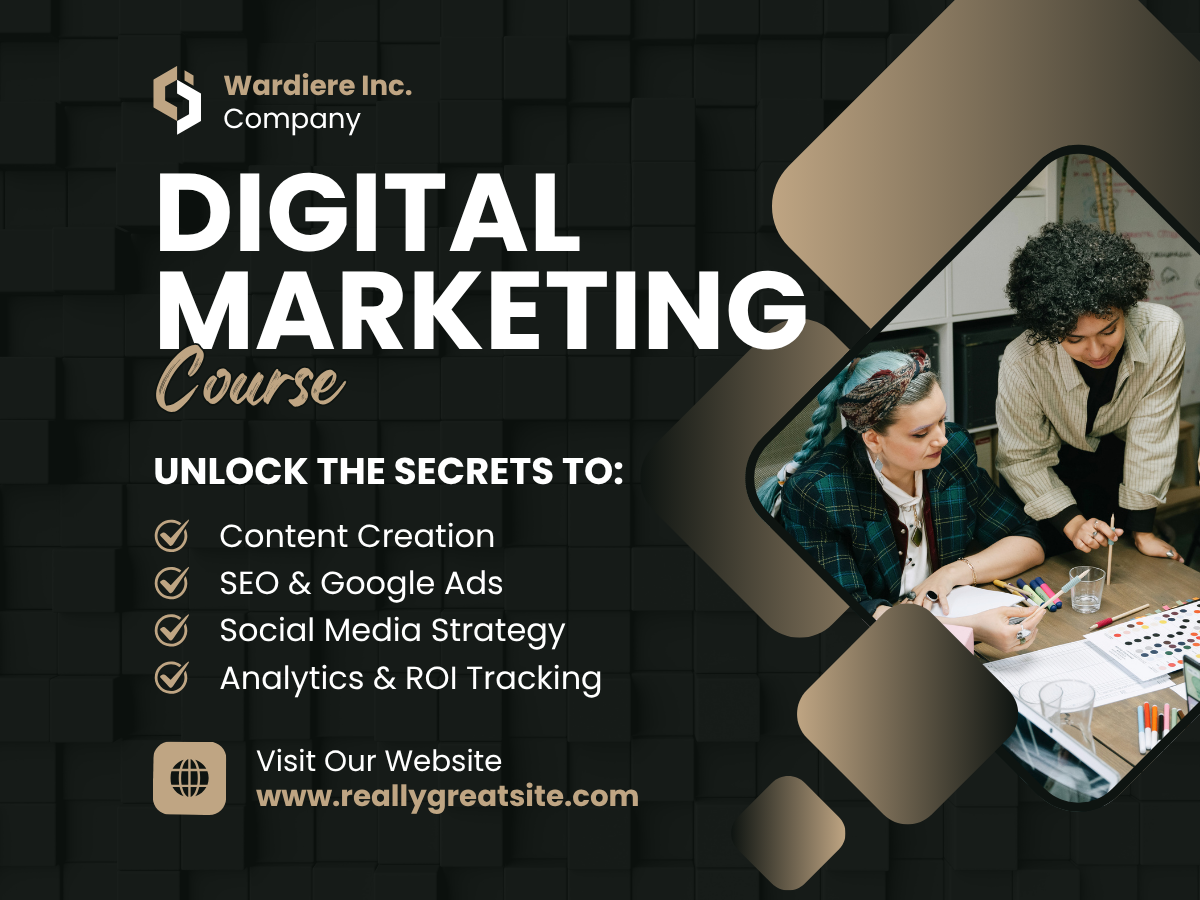 Wardiere Inc.
Company
DIGITAL
MARKETING
Course
UNLOCK THE SECRETS TO:
Content Creation
SEO & Google Ads
Social Media Strategy
Analytics & ROI Tracking
Visit Our Website
www.reallygreatsite.com